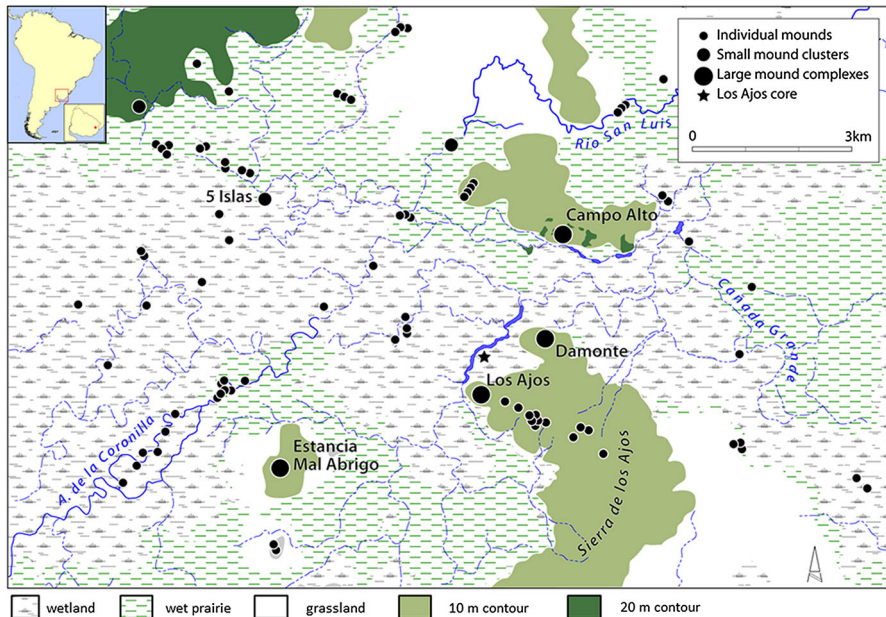 Individual mounds
Small mound clusters
Large mound complexes
Los Ajos core
0
3km
Río San Luis
5 Islas
Campo Alto
Cañada Grande
Damonte
Los Ajos
A. de la Coronilla
Estancia
Mal Abrigo
Sierra de los Ajos
wetland
wet prairie
grassland
10 m contour
20 m contour